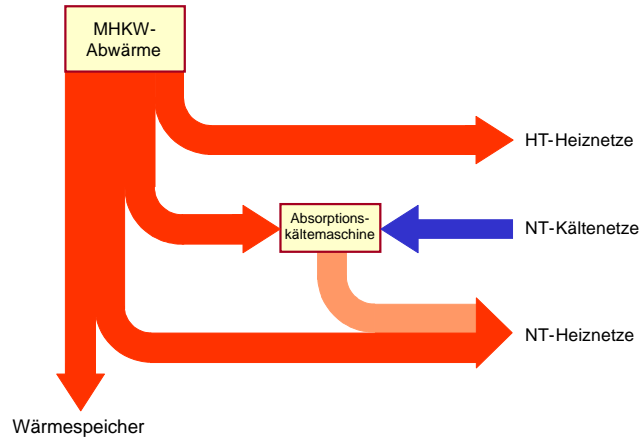 MHKW-
Abwärme
HT-Heiznetze
Absorptions-
kältemaschine
NT-Kältenetze
NT-Heiznetze
Wärmespeicher